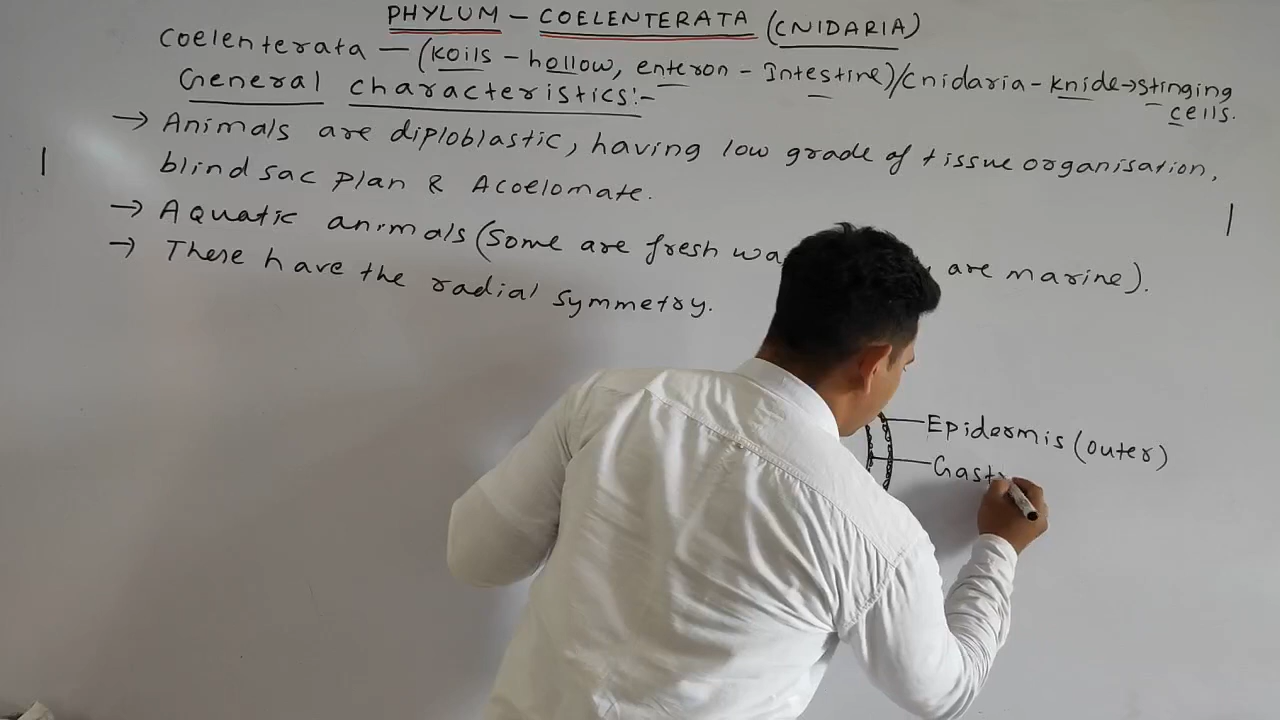 PHYLUM - COELENTERATA (CNIDARIA)
Coelenterata — (Koils - hollow, enteron - Intestine)/Cnidaria - Knide→stinging
cells.
General Characteristics:-
→ Animals are diploblastic, having low grade of tissue organisation,
blind sac plan & Acoelomate.
→ Aquatic animals (Some are fresh are marine).
→ These have the radial symmetry.
Epidermis (Outer)